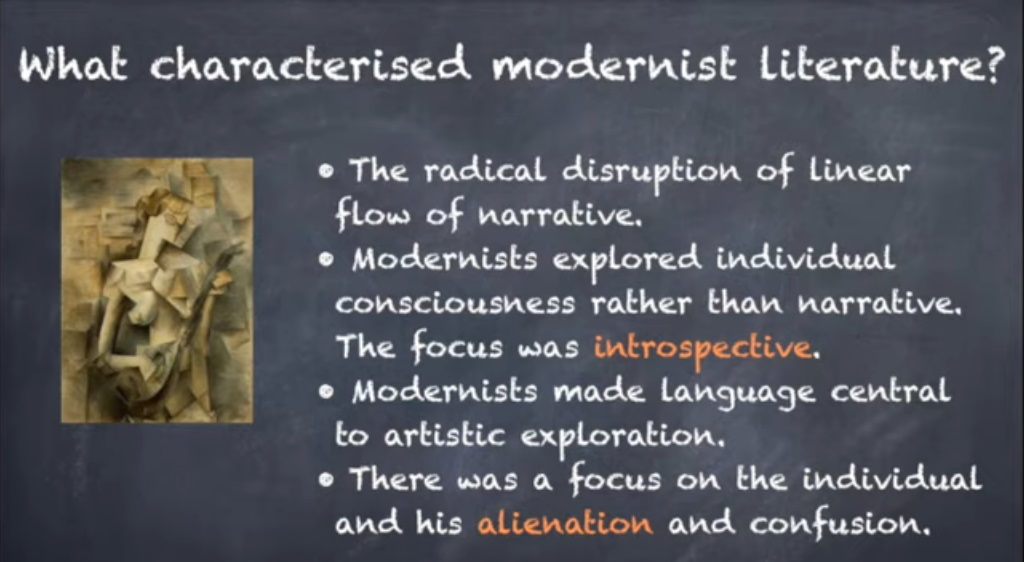 What characterised modernist literature?
• The radical disruption of linear
flow of narrative.
• Modernists explored individual
consciousness rather than narrative.
The focus was introspective.
• Modernists made language central
to artistic exploration.
• There was a focus on the individual
and his alienation and confusion.